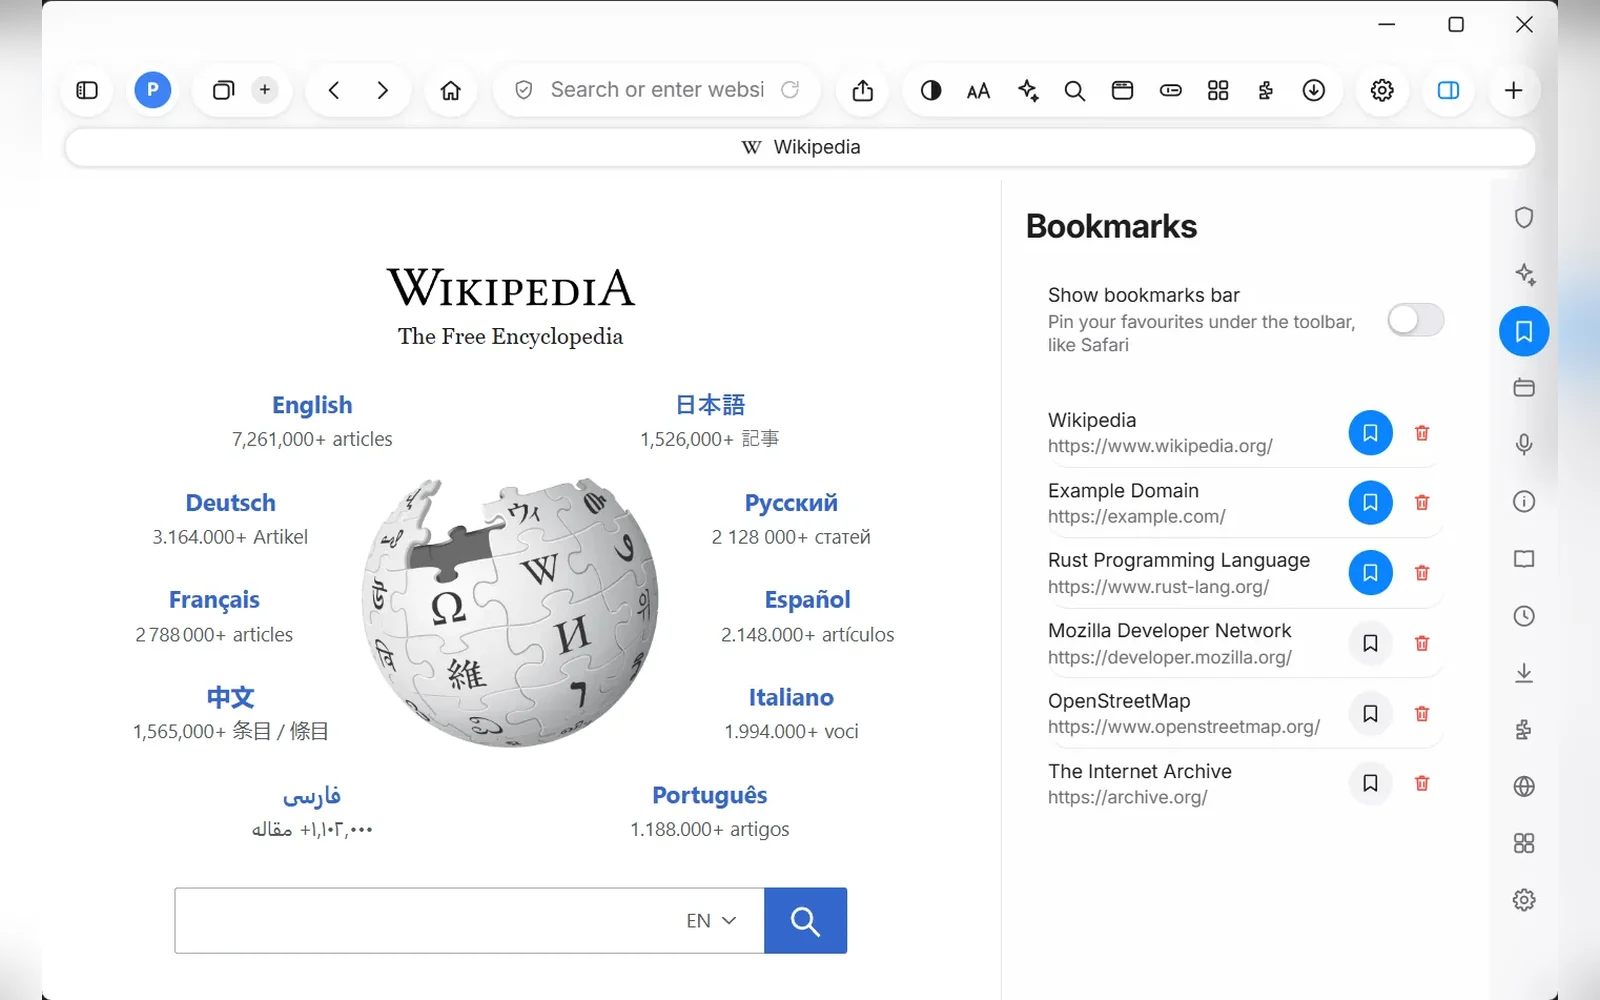 P
Search or enter websi
AA
W Wikipedia
WIKIPEDIA
The Free Encyclopedia
English
7,261,000+ articles
日本語
1,526,000+ 記事
Deutsch
3.164.000+ Artikel
Русский
2 128 000+ статей
Français
2 788 000+ articles
Español
2.148.000+ artículos
中文
1,565,000+ 条目 / 條目
Italiano
1.994.000+ voci
فارسی
۱٬۱۰۲٬۰۰۰+ مقاله
Português
1.188.000+ artigos
Ω
W
И
維
EN
Bookmarks
Show bookmarks bar
Pin your favourites under the toolbar,
like Safari
Wikipedia
https://www.wikipedia.org/
Example Domain
https://example.com/
Rust Programming Language
https://www.rust-lang.org/
Mozilla Developer Network
https://developer.mozilla.org/
OpenStreetMap
https://www.openstreetmap.org/
The Internet Archive
https://archive.org/